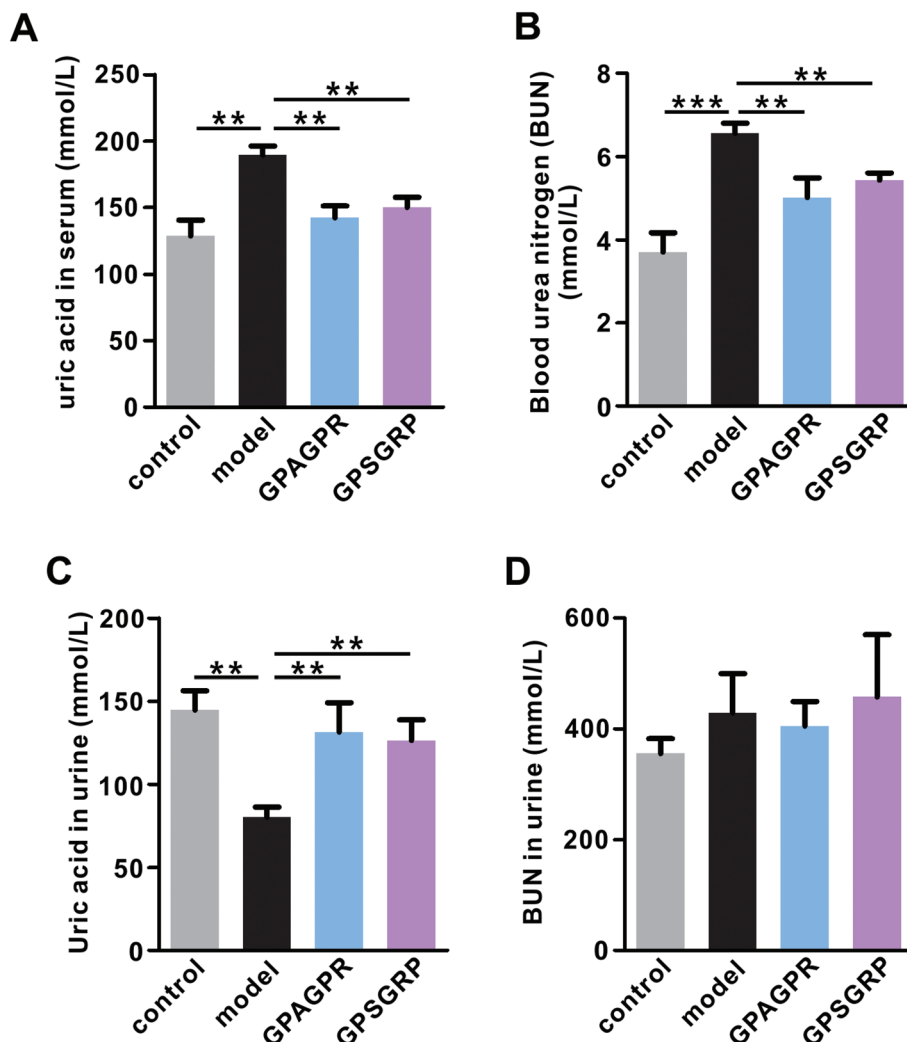 A
uric acid in serum (mmol/L)
250
200
150
100
50
0
**
**
**
control
model
GPAGPR
GPSGRP
B
Blood urea nitrogen (BUN)
(mmol/L)
8
6
4
2
0
**
***
**
control
model
GPAGPR
GPSGRP
C
Uric acid in urine (mmol/L)
200
150
100
50
0
**
**
**
control
model
GPAGPR
GPSGRP
D
BUN in urine (mmol/L)
600
400
200
0
control
model
GPAGPR
GPSGRP